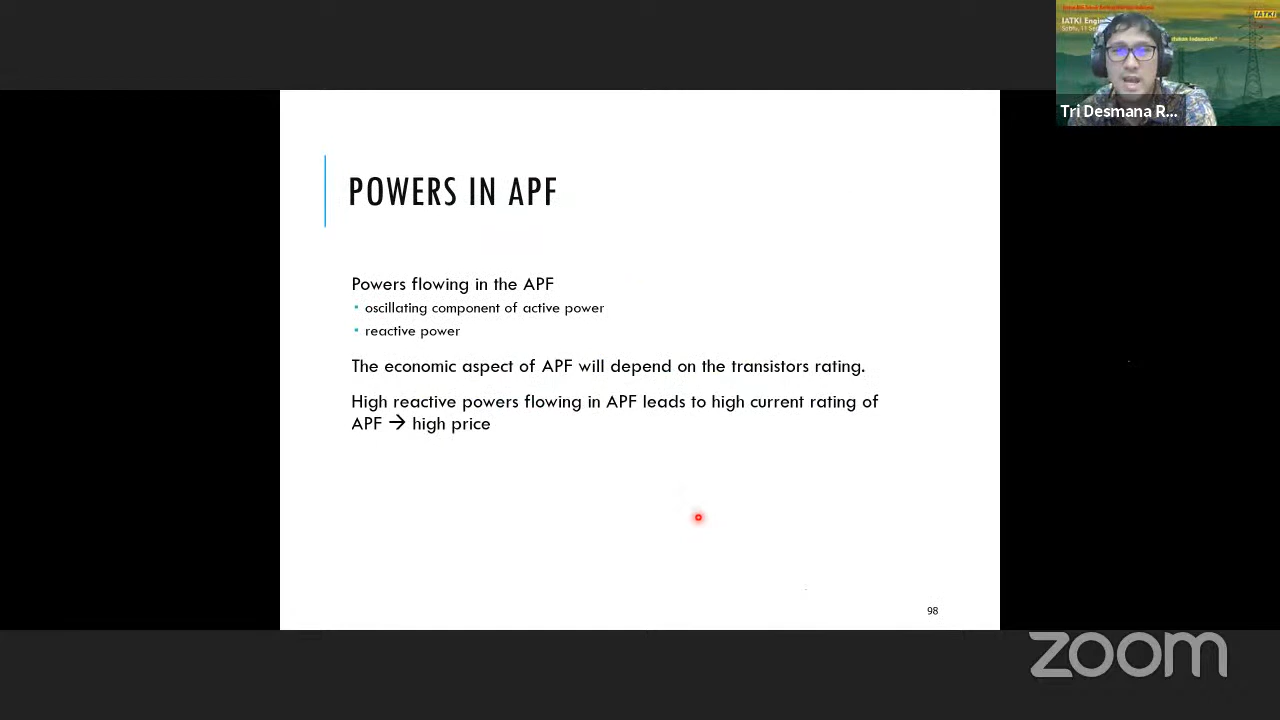 IATKI
IATKI Engi
Tri Desmana R...
POWERS IN APF
Powers flowing in the APF
oscillating component of active power
reactive power
The economic aspect of APF will depend on the transistors rating.
High reactive powers flowing in APF leads to high current rating of
APF → high price
98
zoom